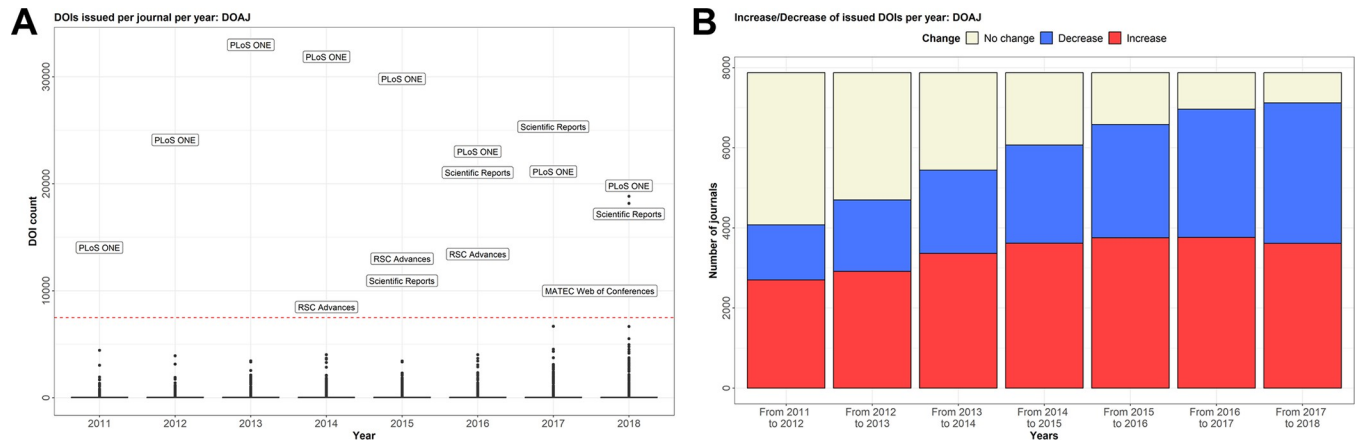 A
DOIs issued per journal per year: DOAJ
DOI count
30000
20000
10000
0
PLoS ONE
PLoS ONE
PLoS ONE
PLoS ONE
PLoS ONE
Scientific Reports
PLoS ONE
PLoS ONE
Scientific Reports
PLoS ONE
Scientific Reports
PLoS ONE
RSC Advances
RSC Advances
Scientific Reports
MATEC Web of Conferences
RSC Advances
2011 2012 2013 2014 2015 2016 2017 2018
Year
B
Increase/Decrease of issued DOIs per year: DOAJ
Change No change Decrease Increase
Number of journals
8000
6000
4000
2000
0
From 2011 From 2012 From 2013 From 2014 From 2015 From 2016 From 2017
to 2012 to 2013 to 2014 to 2015 to 2016 to 2017 to 2018
Years